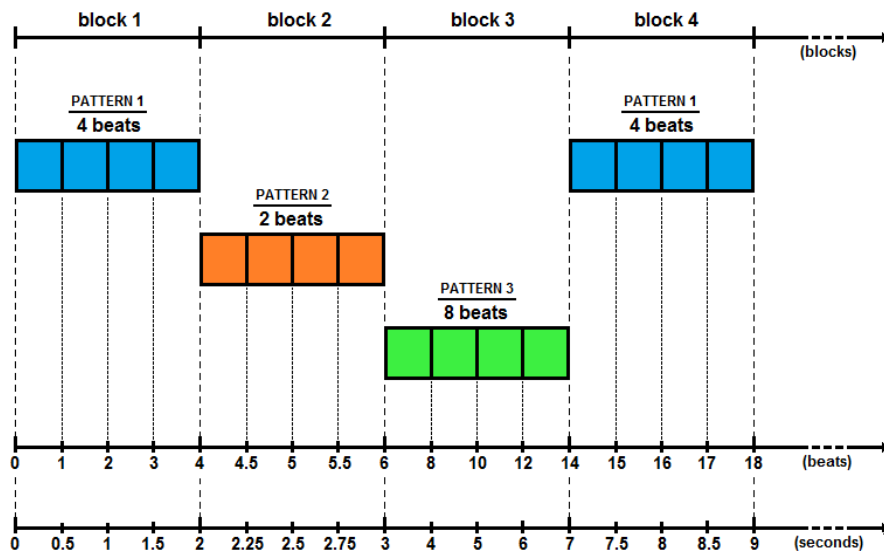 block 1 block 2 block 3 block 4
(blocks)
PATTERN 1 PATTERN 1
4 beats 4 beats
PATTERN 2
2 beats
PATTERN 3
8 beats
0 1 2 3 4 4.5 5 5.5 6 8 10 12 14 15 16 17 18 (beats)
0 0.5 1 1.5 2 2.25 2.5 2.75 3 4 5 6 7 7.5 8 8.5 9 (seconds)